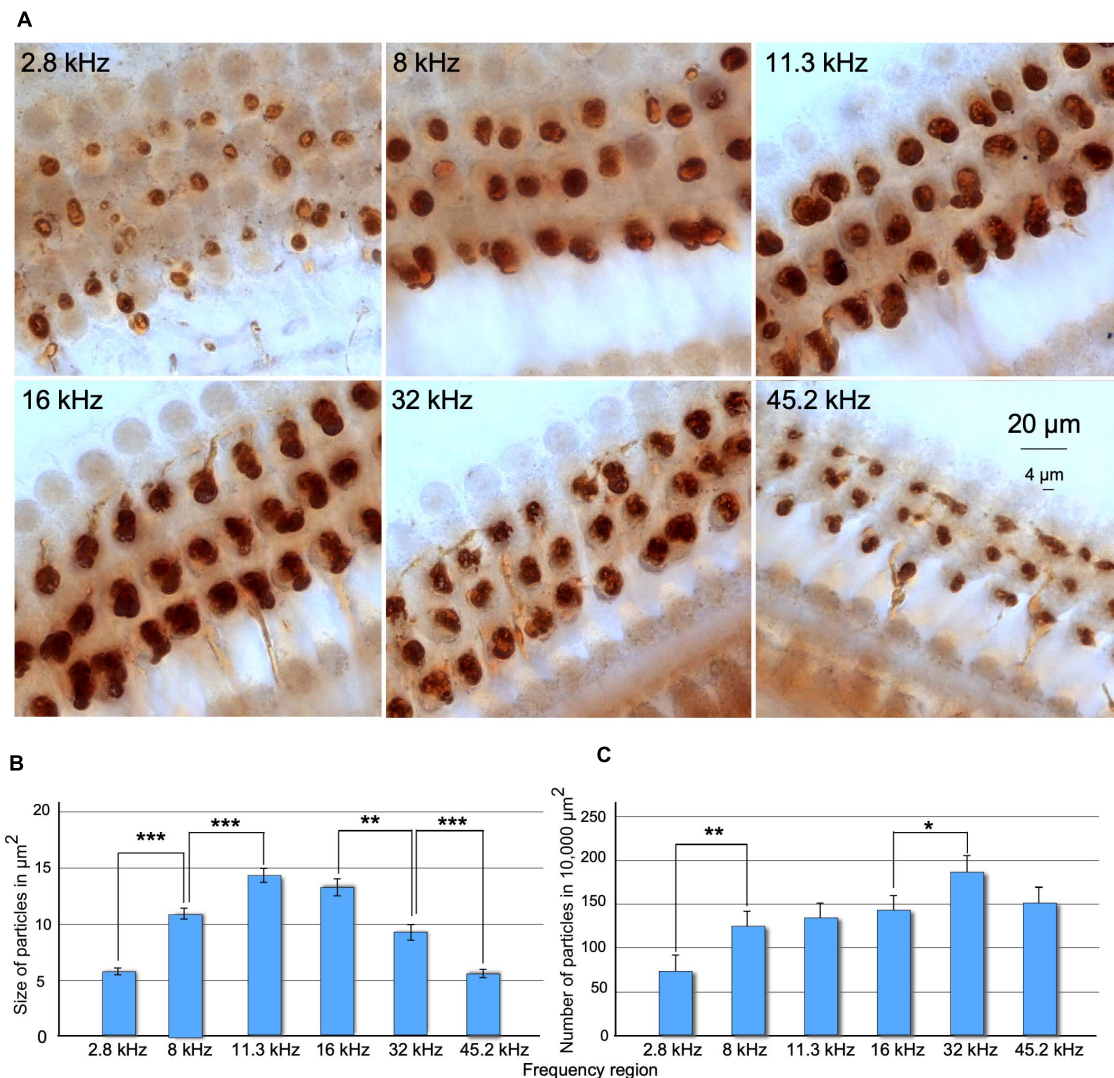 A
2.8 kHz
8 kHz
11.3 kHz
16 kHz
32 kHz
45.2 kHz
20 µm
4 µm
B
Size of particles in µm²
20
15
10
5
0
***
***
**
***
2.8 kHz 8 kHz 11.3 kHz 16 kHz 32 kHz 45.2 kHz
C
Number of particles in 10,000 µm²
250
200
150
100
50
0
**
*
2.8 kHz 8 kHz 11.3 kHz 16 kHz 32 kHz 45.2 kHz
Frequency region